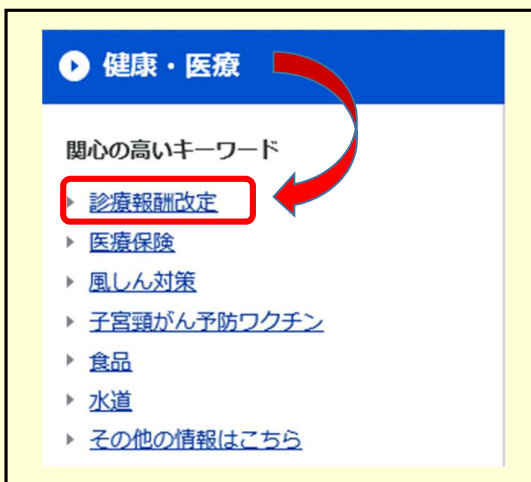 健康・医療
関心の高いキーワード
診療報酬改定
医療保険
風しん対策
子宮頸がん予防ワクチン
食品
水道
その他の情報はこちら